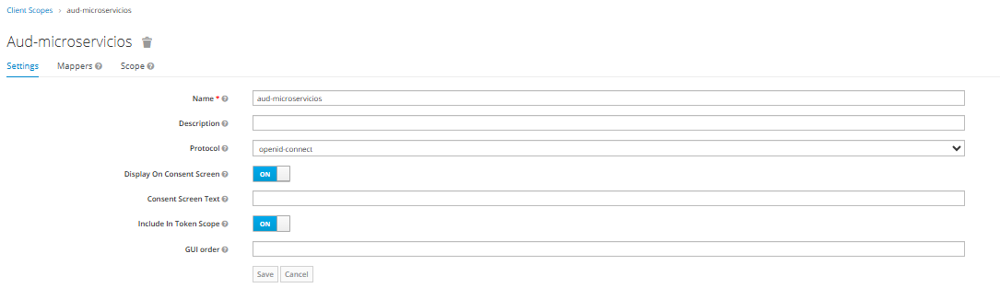 Client Scopes > aud-microservicios
Aud-microservicios
Settings Mappers Scope
Name * aud-microservicios
Description
Protocol openid-connect
Display On Consent Screen ON
Consent Screen Text
Include In Token Scope ON
GUI order
Save Cancel